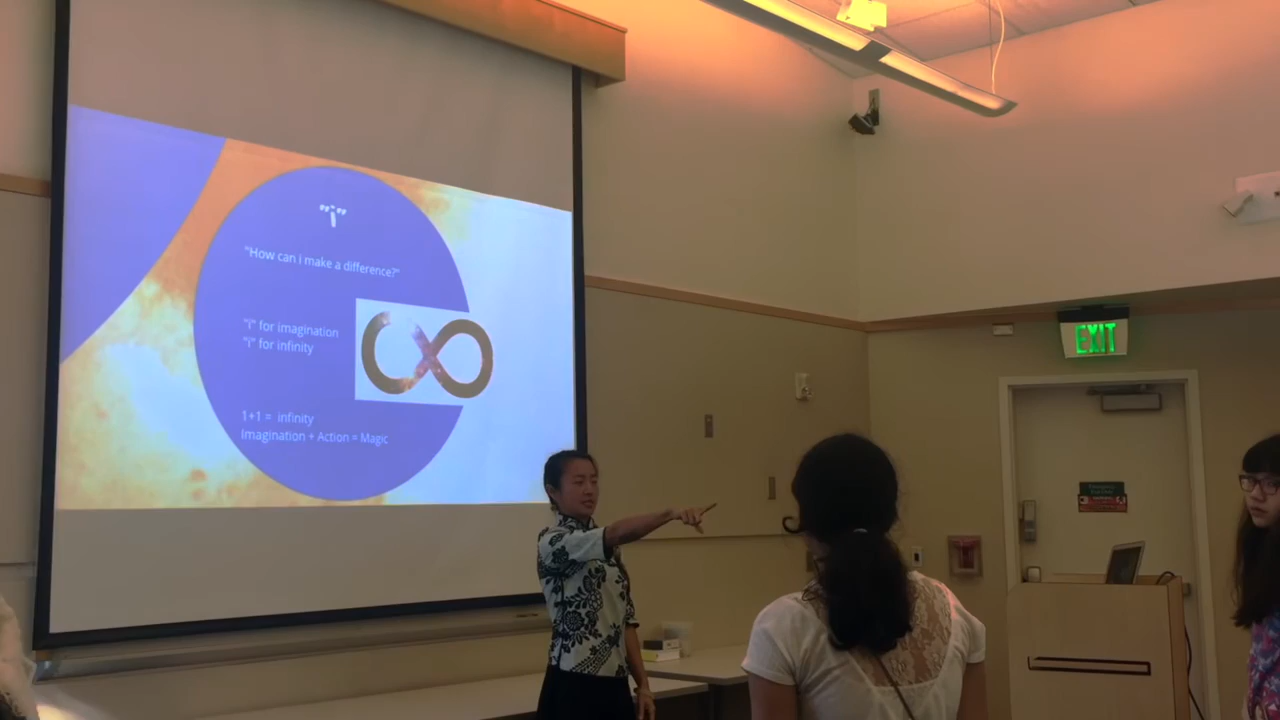 "i"
"How can i make a difference?"
"i" for imagination
"i" for infinity
1+1 = infinity
Imagination + Action = Magic
EXIT